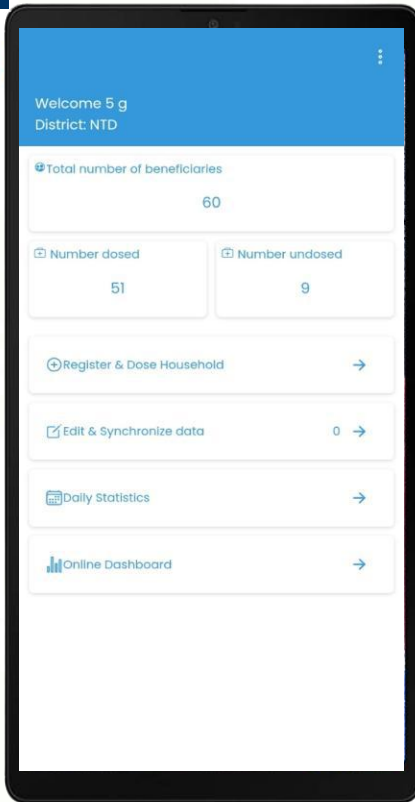 Welcome 5 g
District: NTD
Total number of beneficiaries
60
Number dosed
51
Number undosed
9
Register & Dose Household
Edit & Synchronize data 0
Daily Statistics
Online Dashboard